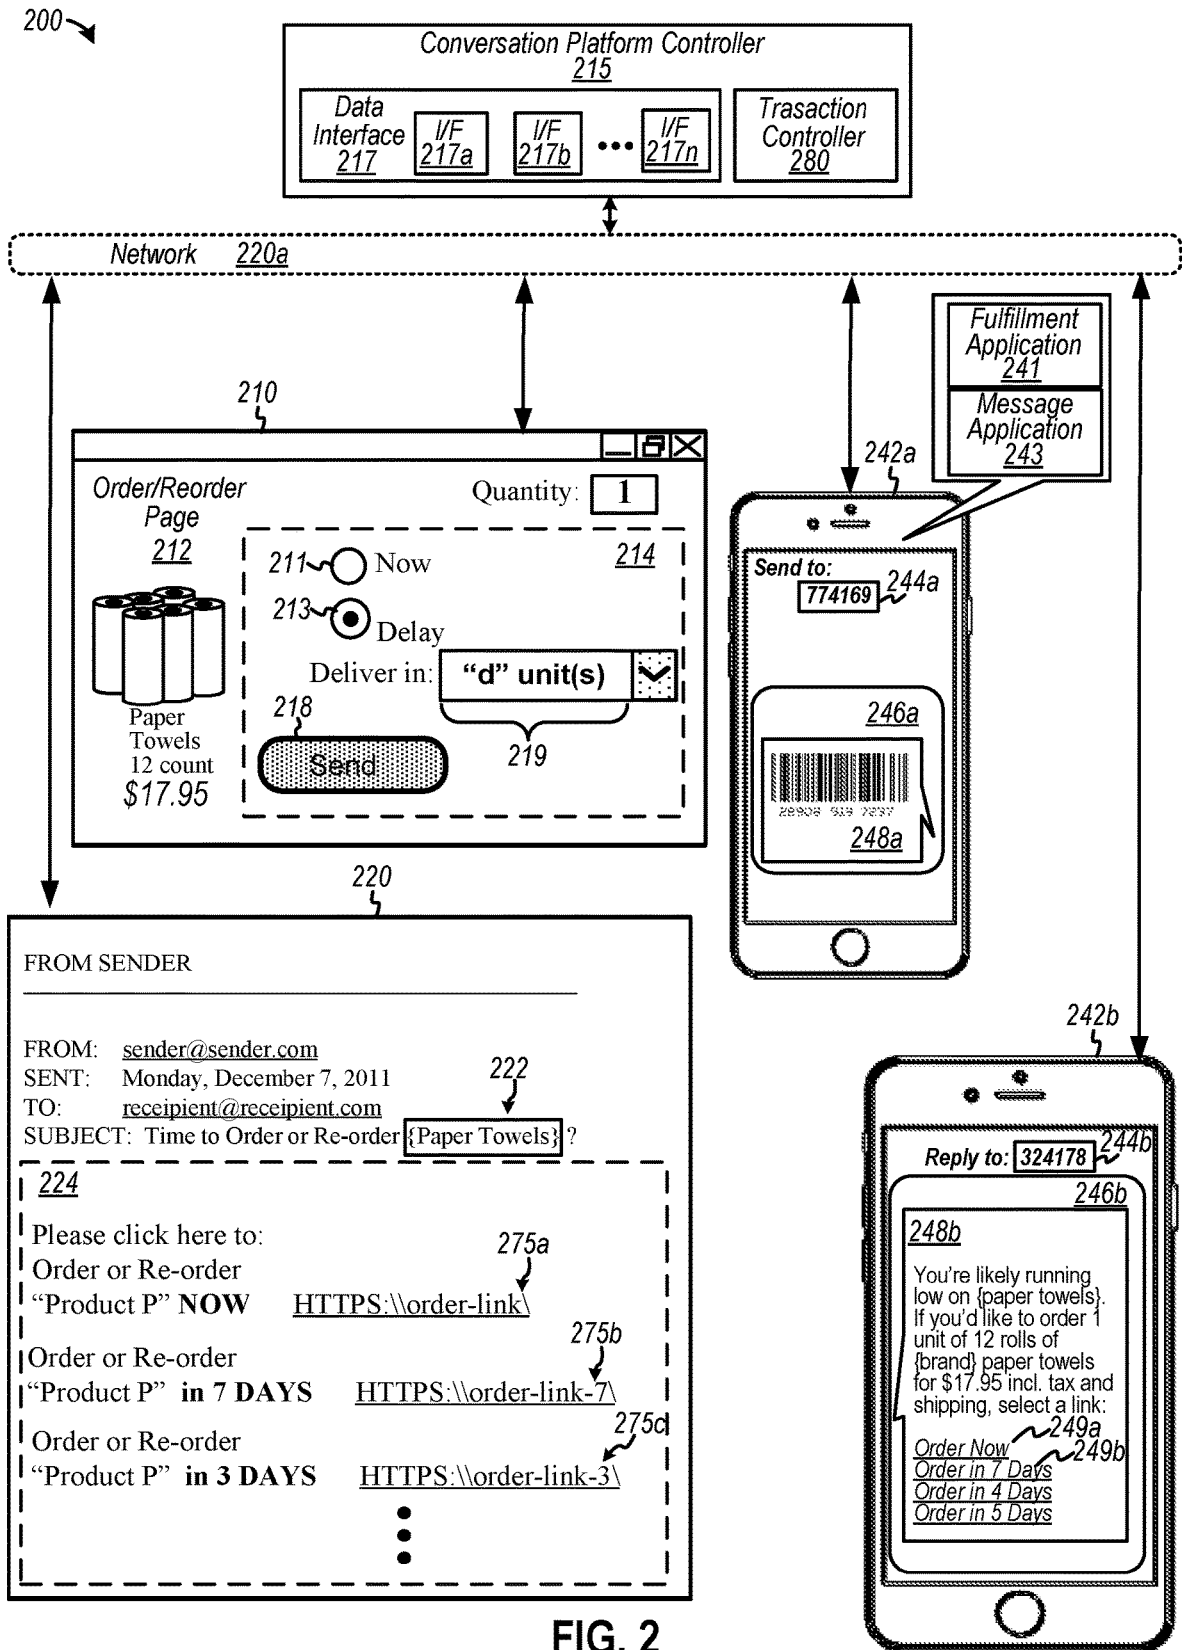 200
Conversation Platform Controller
215
Data
Interface
217
I/F
217a
I/F
217b
•••
I/F
217n
Trasaction
Controller
280
Network 220a
Fulfillment
Application
241
Message
Application
243
210
Order/Reorder
Page
212
Quantity: 1
214
211
Now
213
Delay
Deliver in: “d” unit(s)
218
Send
219
Paper
Towels
12 count
$17.95
242a
Send to:
774169
244a
246a
248a
220
FROM SENDER
FROM: sender@sender.com
SENT: Monday, December 7, 2011
TO: receipient@receipient.com
222
SUBJECT: Time to Order or Re-order {Paper Towels} ?
224
Please click here to:
Order or Re-order
275a
“Product P” NOW HTTPS:\\order-link\
275b
Order or Re-order
“Product P” in 7 DAYS HTTPS:\\order-link-7\
275c
Order or Re-order
“Product P” in 3 DAYS HTTPS:\\order-link-3\
242b
Reply to: 324178
244b
246b
248b
You’re likely running
low on {paper towels}.
If you’d like to order 1
unit of 12 rolls of
{brand} paper towels
for $17.95 incl. tax and
shipping, select a link:
249a
Order Now
249b
Order in 7 Days
Order in 4 Days
Order in 5 Days
FIG. 2